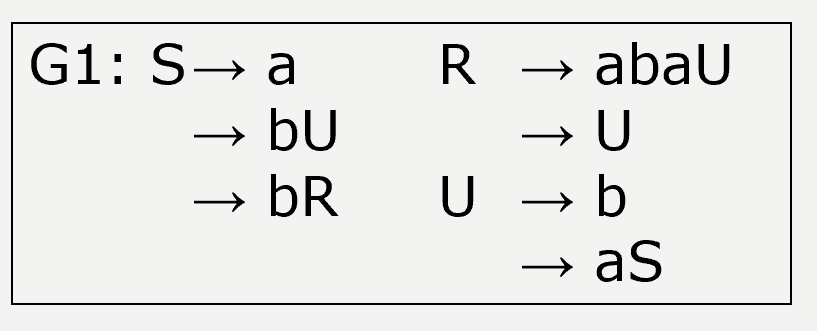 G1: S → a R → abaU
→ bU → U
→ bR U → b
→ aS